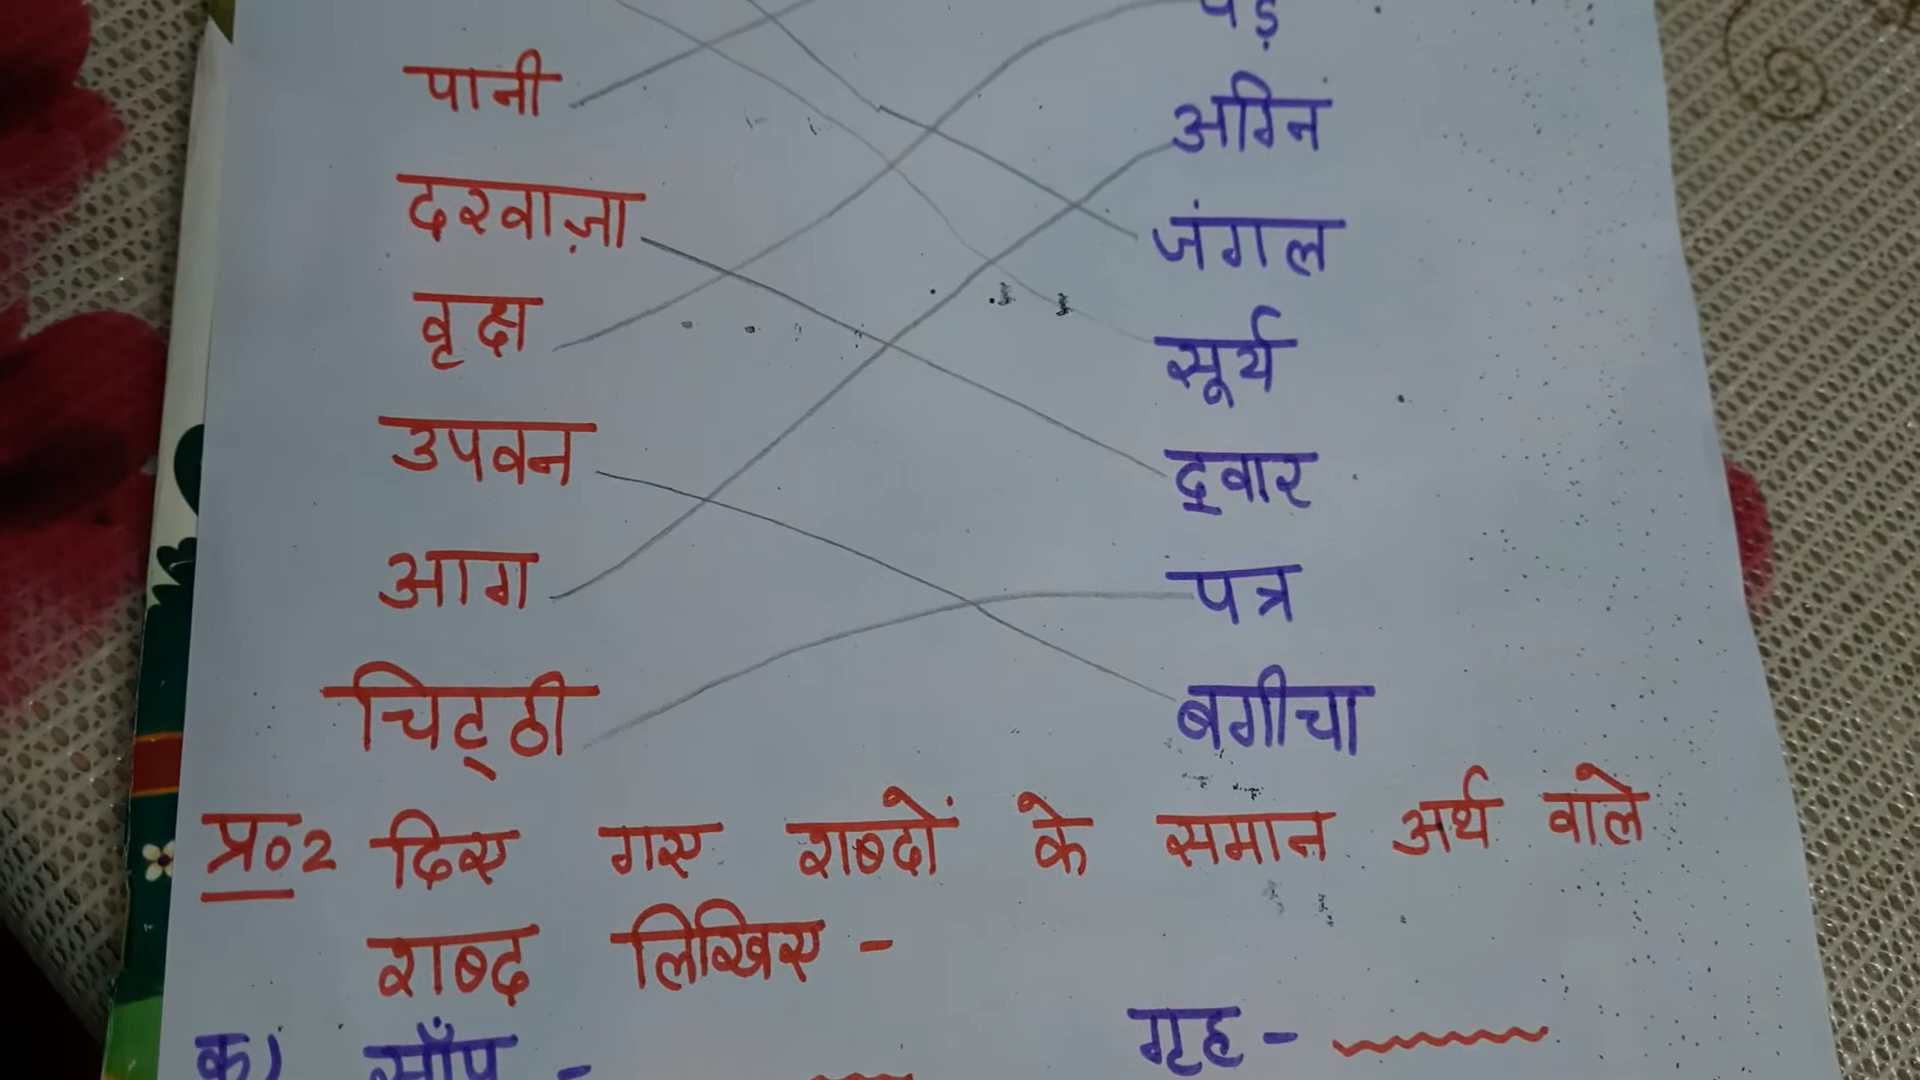 पेड़
पानी अग्नि
दरवाज़ा जंगल
वृक्ष सूर्य
उपवन द्वार
आग पत्र
चिट्ठी बगीचा
प्र०2 दिए गए शब्दों के समान अर्थ वाले
शब्द लिखिए -
क) साँप - गृह -